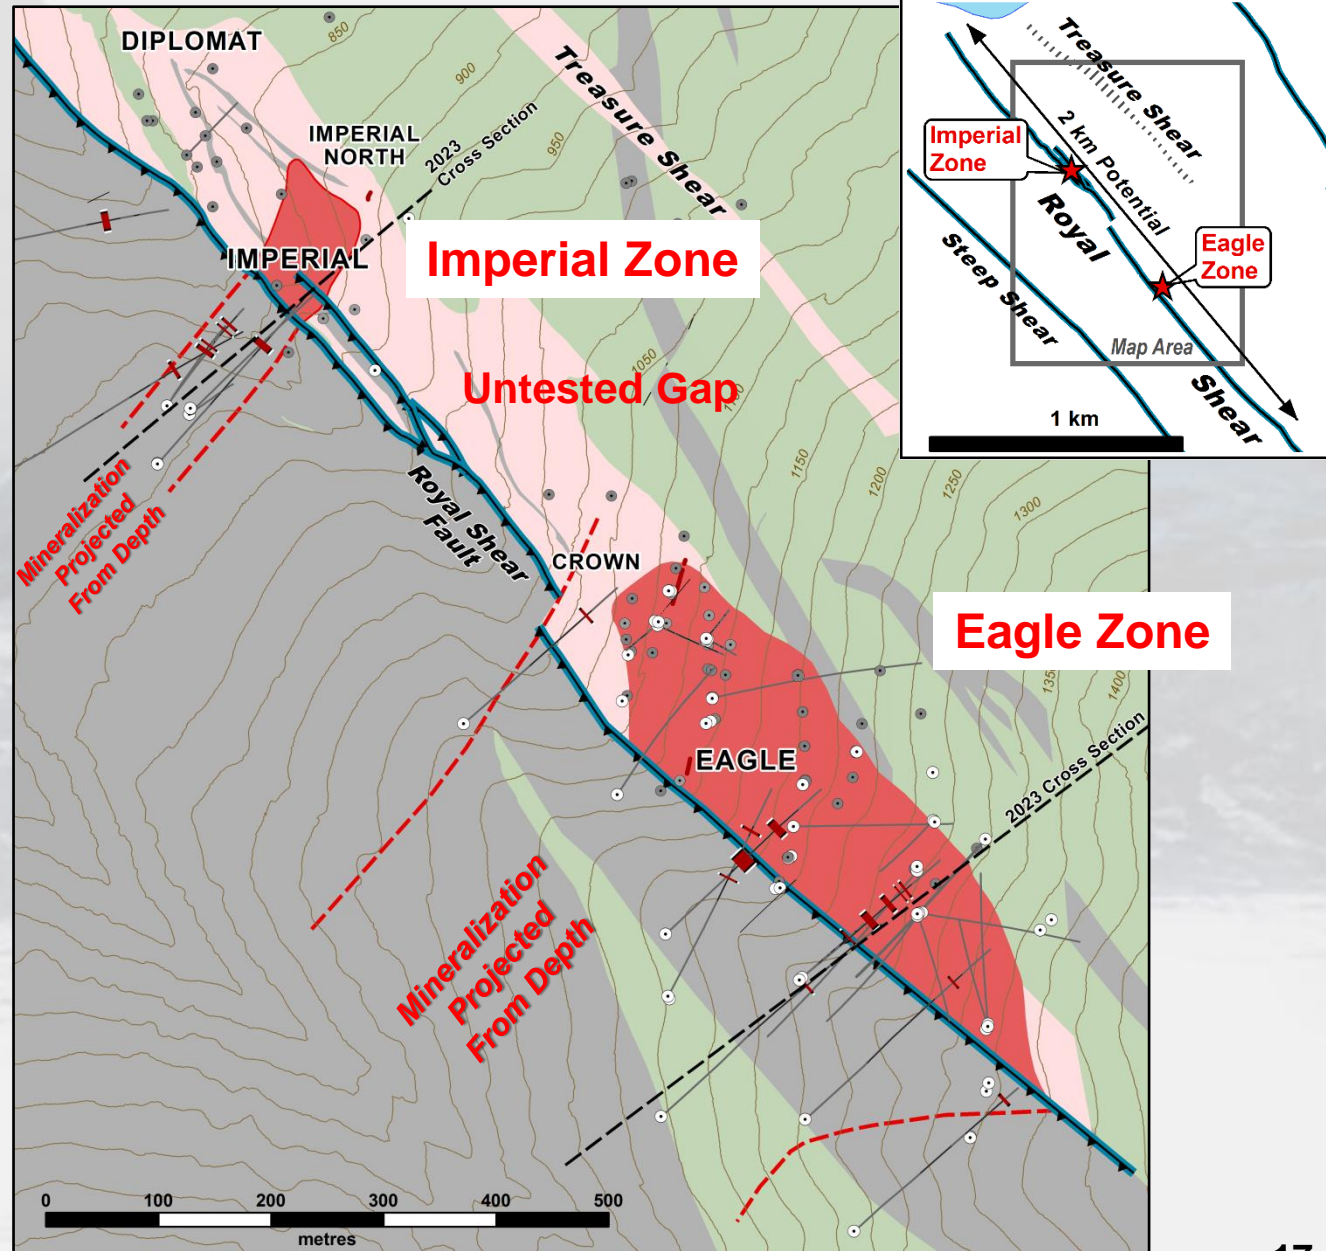 DIPLOMAT
850
900
950
Treasure Shear
IMPERIAL
NORTH
2023
Cross Section
IMPERIAL
Imperial Zone
Untested Gap
1050
1100
1150
1200
1250
1300
1350
1400
Mineralization
Projected
From Depth
Royal Shear
Fault
CROWN
Eagle Zone
EAGLE
2023 Cross Section
Mineralization
Projected
From Depth
0 100 200 300 400 500
metres
Treasure Shear
2 km Potential
Imperial
Zone
Royal
Shear
Eagle
Zone
Steep Shear
Map Area
1 km
17